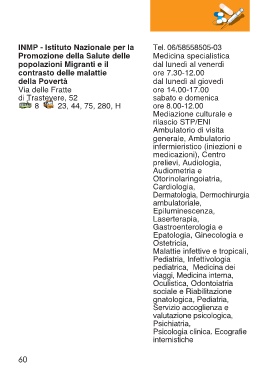 INMP - Istituto Nazionale per la
Promozione della Salute delle
popolazioni Migranti e il
contrasto delle malattie
della Povertà
Via delle Fratte
di Trastevere, 52
8 23, 44, 75, 280, H
Tel. 06/58558505-03
Medicina specialistica
dal lunedì al venerdì
ore 7.30-12.00
dal lunedì al giovedì
ore 14.00-17.00
sabato e domenica
ore 8.00-12.00
Mediazione culturale e
rilascio STP/ENI
Ambulatorio di visita
generale, Ambulatorio
infermieristico (iniezioni e
medicazioni), Centro
prelievi, Audiologia,
Audiometria e
Otorinolaringoiatria,
Cardiologia,
Dermatologia, Dermochirurgia
ambulatoriale,
Epiluminescenza,
Laserterapia,
Gastroenterologia e
Epatologia, Ginecologia e
Ostetricia,
Malattie infettive e tropicali,
Pediatria, Infettivologia
pediatrica, Medicina dei
viaggi, Medicina interna,
Oculistica, Odontoiatria
sociale e Riabilitazione
gnatologica, Pediatria,
Servizio accoglienza e
valutazione psicologica,
Psichiatria,
Psicologia clinica, Ecografie
internistiche
60